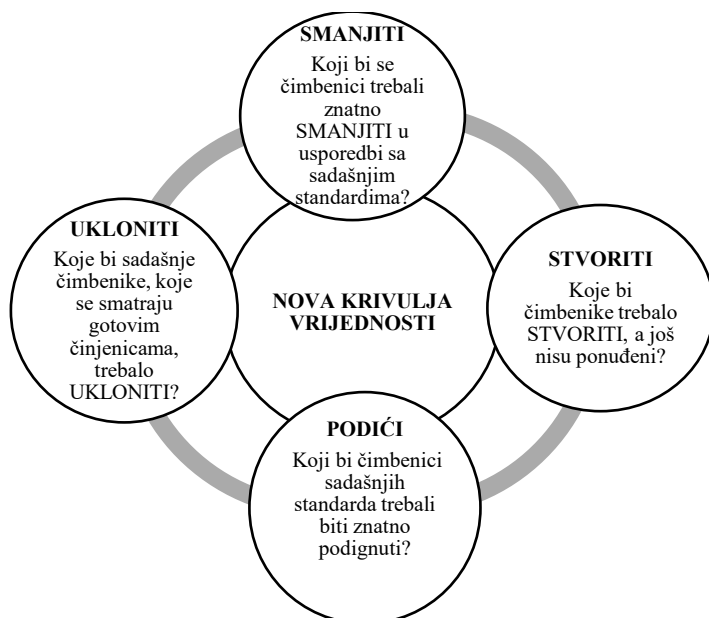 SMANJITI
Koji bi se
čimbenici trebali
znatno
SMANJITI u
usporedbi sa
sadašnjim
standardima?
UKLONITI
Koje bi sadašnje
čimbenike, koje
se smatraju
gotovim
činjenicama,
trebalo
UKLONITI?
NOVA KRIVULJA
VRIJEDNOSTI
STVORITI
Koje bi
čimbenike trebalo
STVORITI, a još
nisu ponuđeni?
PODIĆI
Koji bi čimbenici
sadašnjih
standarda trebali
biti znatno
podignuti?